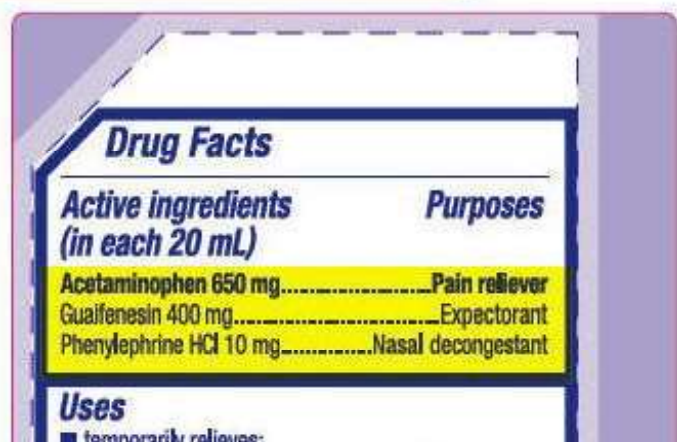 Drug Facts
Active ingredients Purposes
(in each 20 mL)
Acetaminophen 650 mg..............................Pain reliever
Guaifenesin 400 mg..........................................Expectorant
Phenylephrine HCl 10 mg..................Nasal decongestant
Uses
■ temporarily relieves: